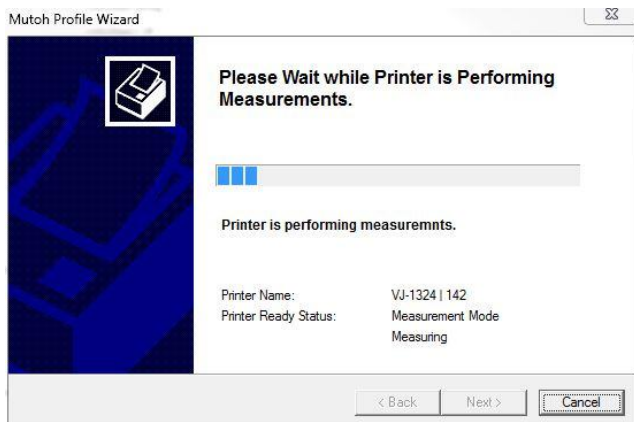 Mutoh Profile Wizard
Please Wait while Printer is Performing
Measurements.
Printer is performing measuremnts.
Printer Name: VJ-1324 | 142
Printer Ready Status: Measurement Mode
Measuring
< Back Next > Cancel